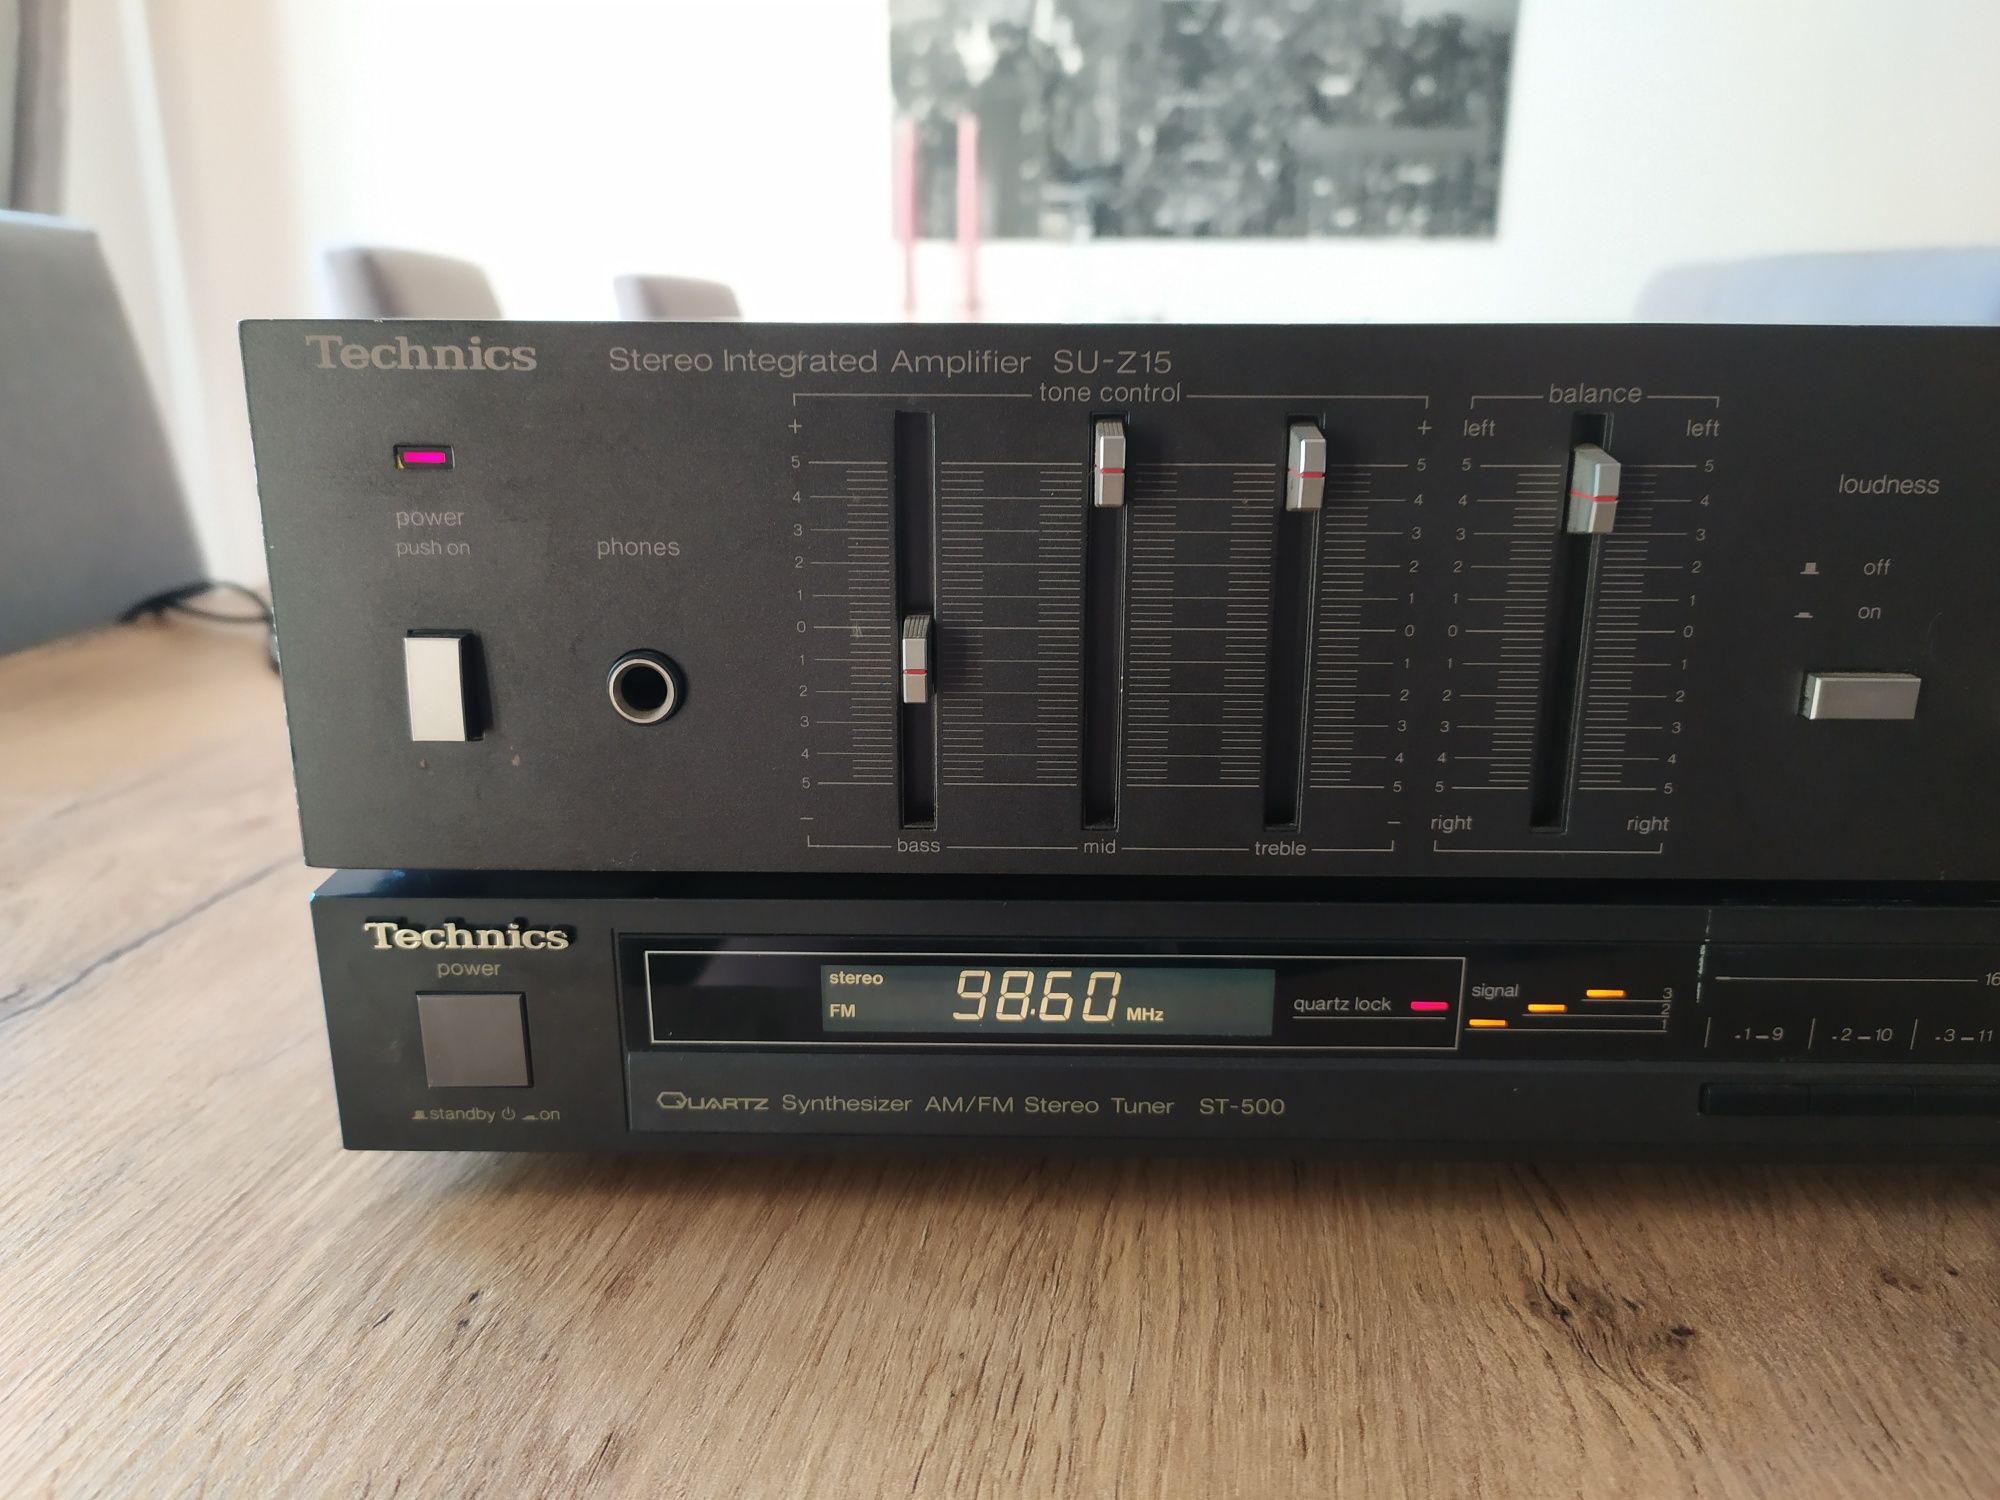 Technics Stereo Integrated Amplifier SU-Z15
tone control
balance
+ + left left
5 5 5 5
4 4 4 4
3 3 3 3
2 2 2 2
1 1 1 1
0 0 0
1 1 1 1
2 2 2 2
3 3 3 3
4 4 4 4
5 5 5 5
− − right right
bass mid treble
power
push on
phones
loudness
off
on
Technics
power
standby on
stereo
FM
98.60 MHz
quartz lock
signal
3
2
1
16
1-9 2-10 3-11
QUARTZ Synthesizer AM/FM Stereo Tuner ST-500